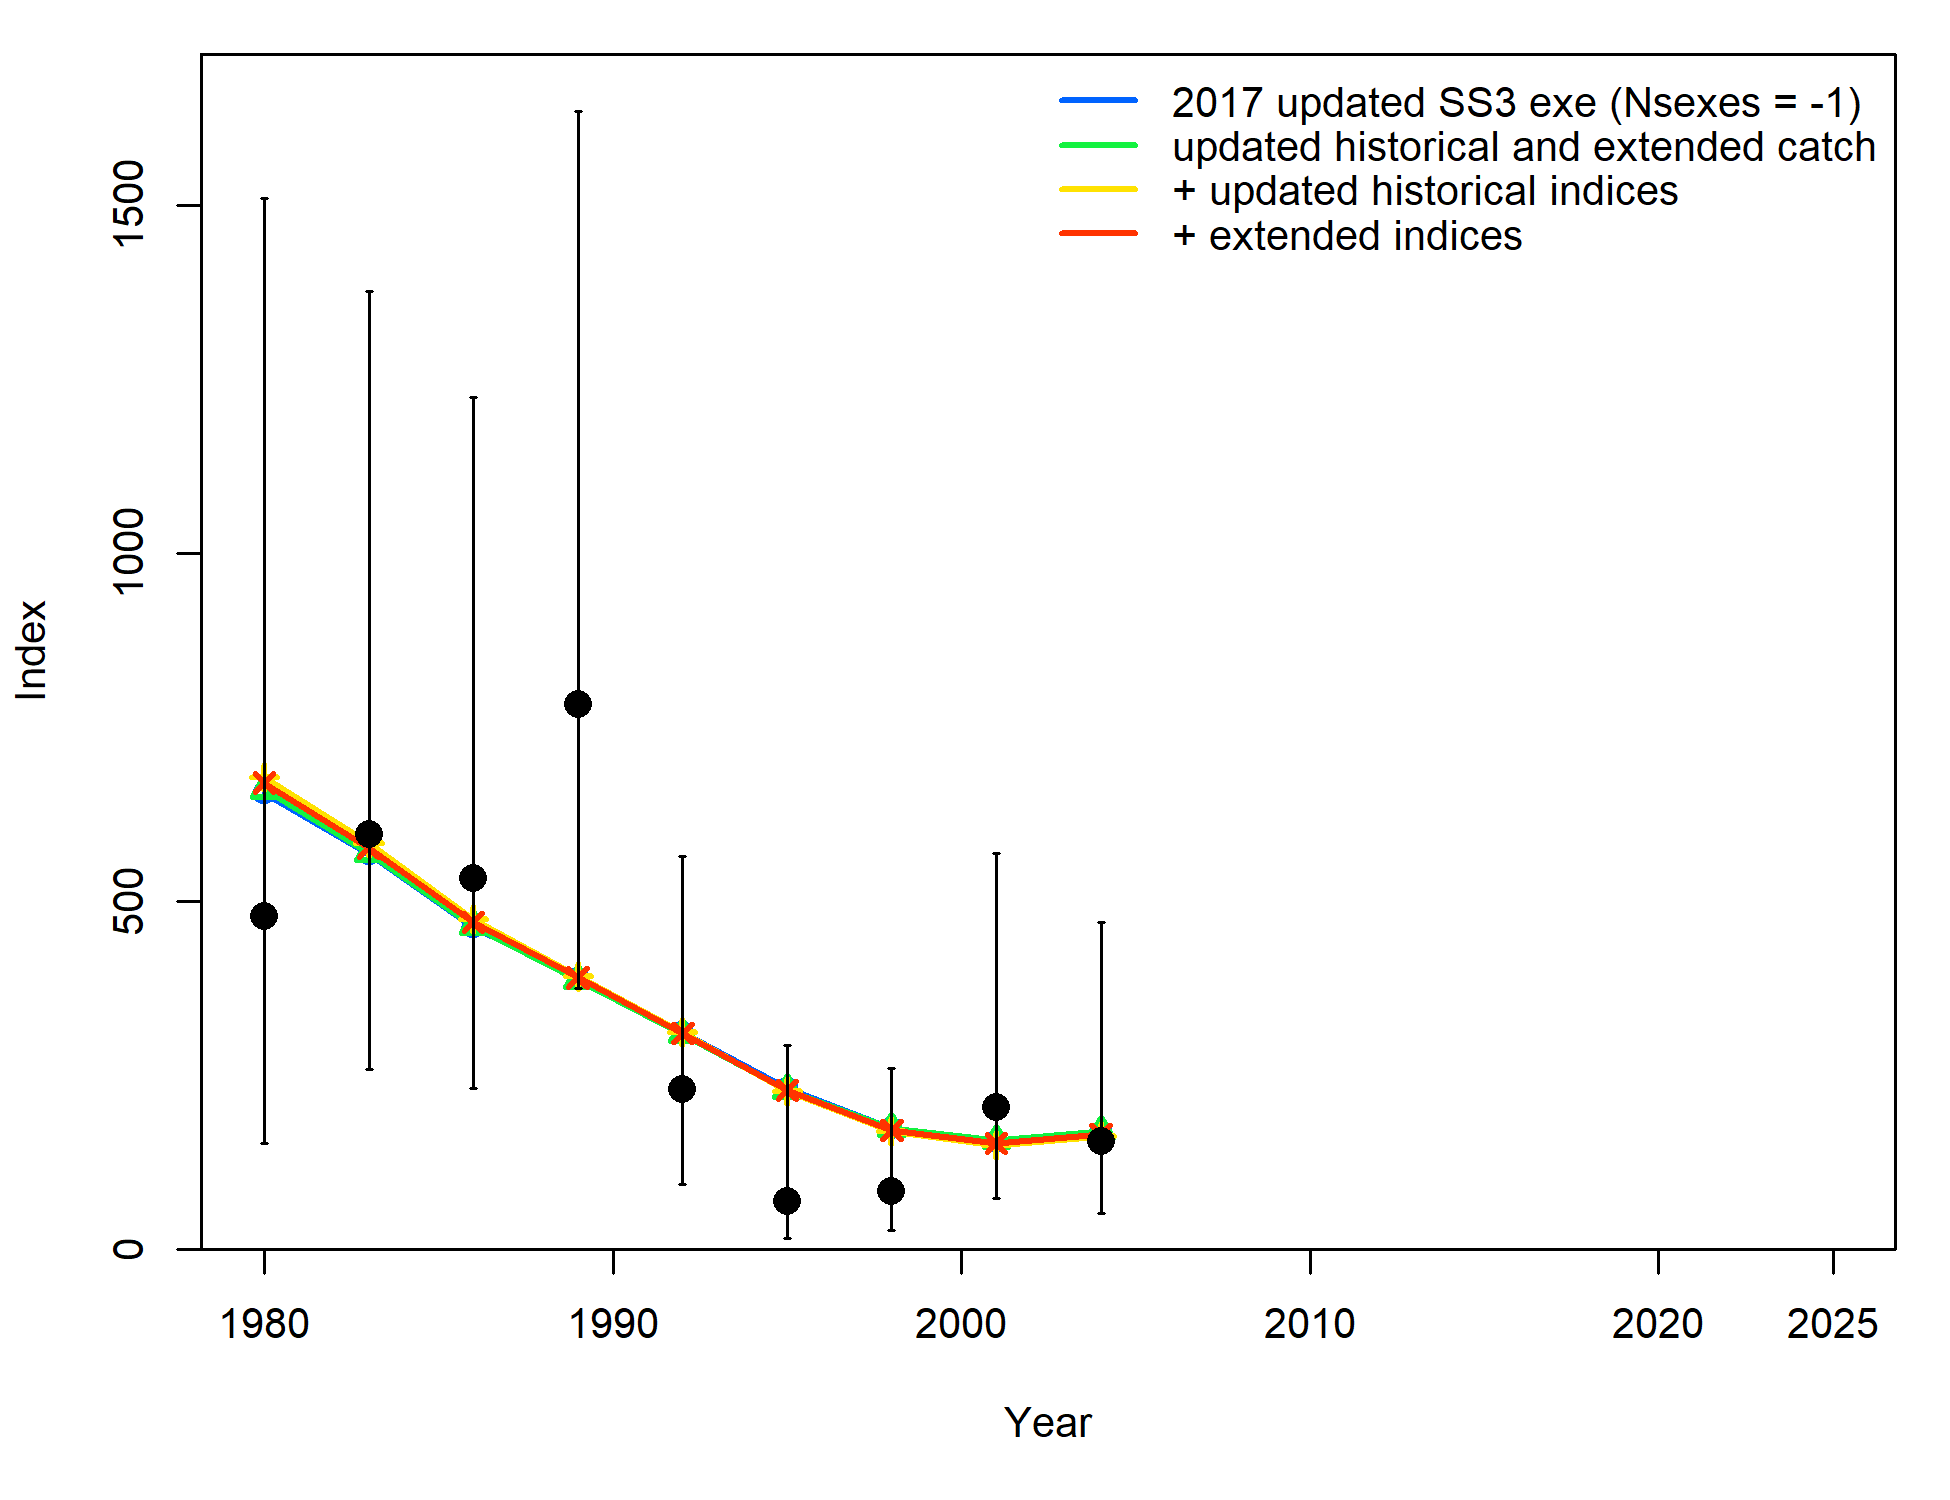 2017 updated SS3 exe (Nsexes = -1)
updated historical and extended catch
+ updated historical indices
+ extended indices
1500
1000
500
0
Index
1980 1990 2000 2010 2020 2025
Year